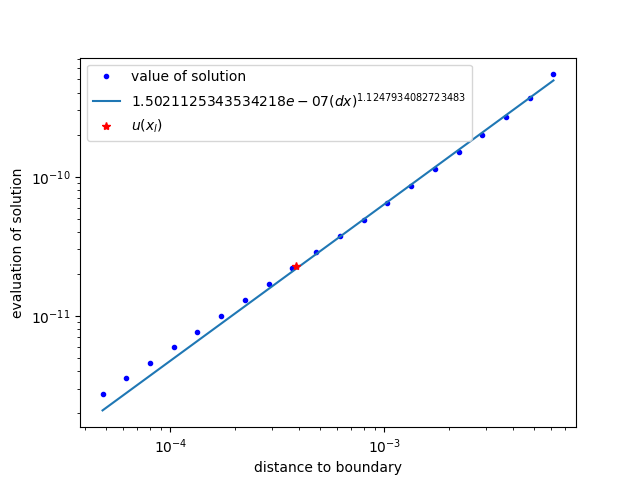 value of solution
1.5021125343534218e − 07(dx)^1.1247934082723483
u(x_l)
evaluation of solution
10^−10
10^−11
10^−4
10^−3
distance to boundary